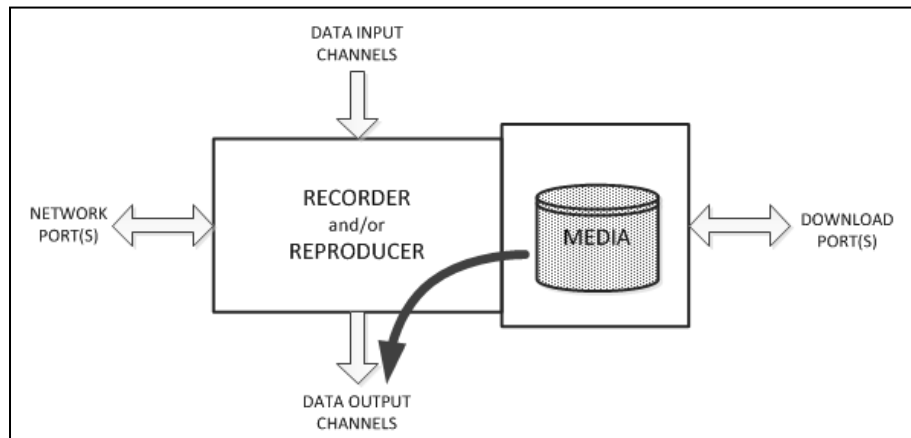 DATA INPUT
CHANNELS
NETWORK
PORT(S)
RECORDER
and/or
REPRODUCER
MEDIA
DOWNLOAD
PORT(S)
DATA OUTPUT
CHANNELS